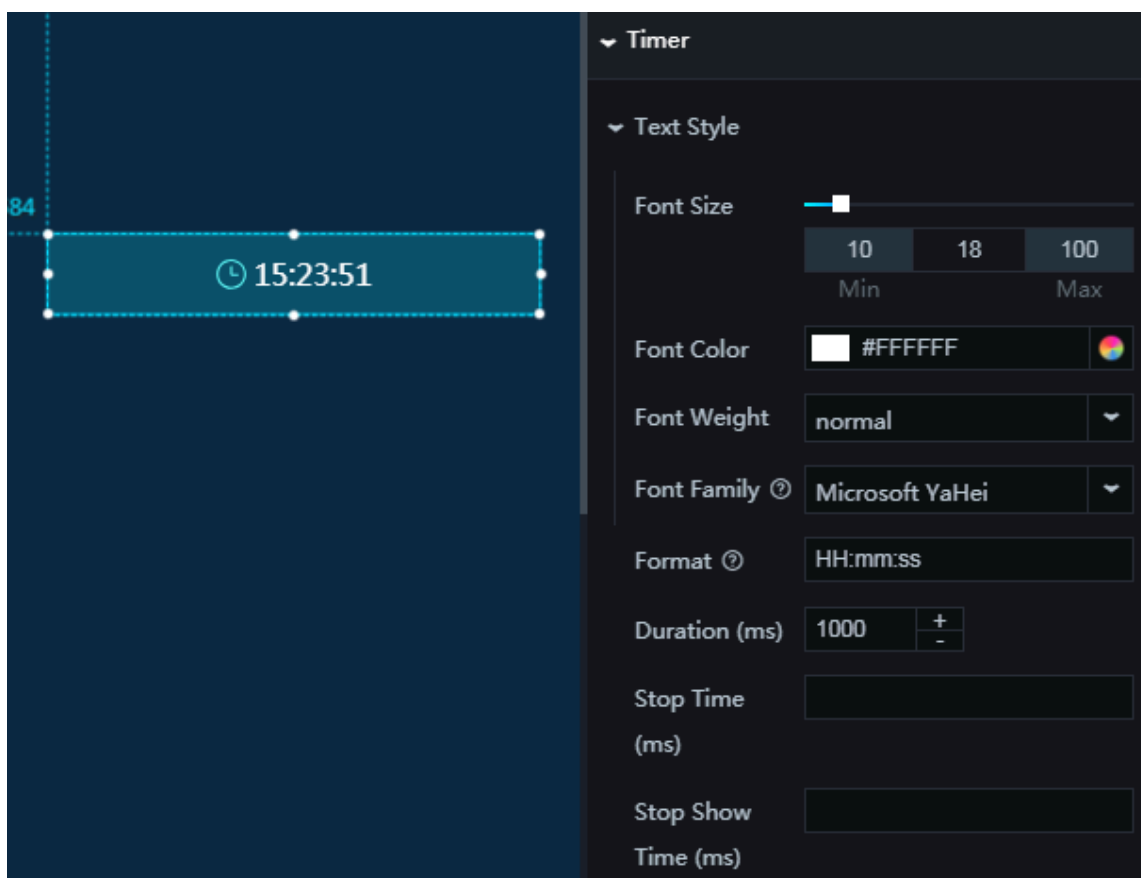 84
15:23:51
Timer
Text Style
Font Size
10 18 100
Min Max
Font Color #FFFFFF
Font Weight normal
Font Family Microsoft YaHei
Format HH:mm:ss
Duration (ms) 1000 + -
Stop Time
(ms)
Stop Show
Time (ms)